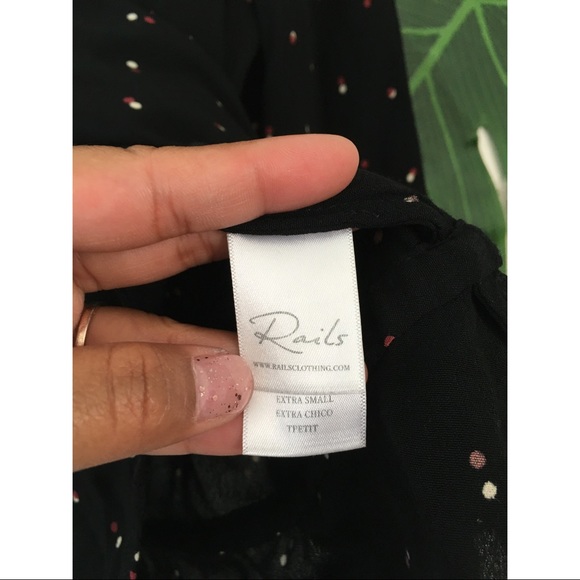 Rails
WWW.RAILSCLOTHING.COM
EXTRA SMALL
EXTRA CHICO
TPETIT